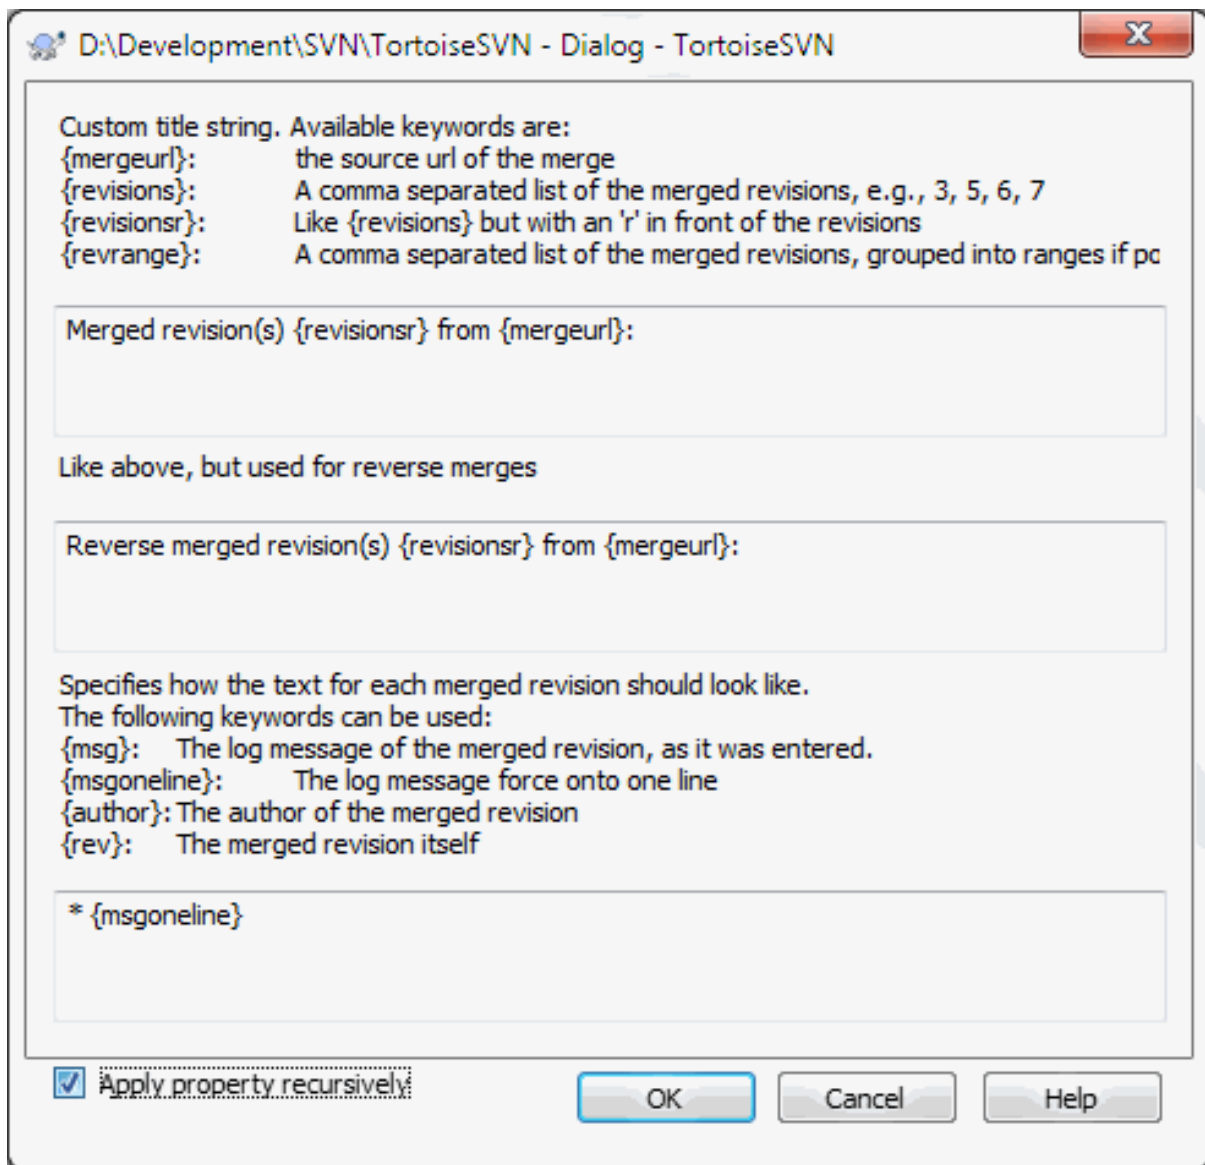 D:\Development\SVN\TortoiseSVN - Dialog - TortoiseSVN
Custom title string. Available keywords are:
{mergeurl}: the source url of the merge
{revisions}: A comma separated list of the merged revisions, e.g., 3, 5, 6, 7
{revisionsr}: Like {revisions} but with an 'r' in front of the revisions
{revrange}: A comma separated list of the merged revisions, grouped into ranges if po
Merged revision(s) {revisionsr} from {mergeurl}:
Like above, but used for reverse merges
Reverse merged revision(s) {revisionsr} from {mergeurl}:
Specifies how the text for each merged revision should look like.
The following keywords can be used:
{msg}: The log message of the merged revision, as it was entered.
{msgoneline}: The log message force onto one line
{author}: The author of the merged revision
{rev}: The merged revision itself
* {msgoneline}
Apply property recursively
OK Cancel Help